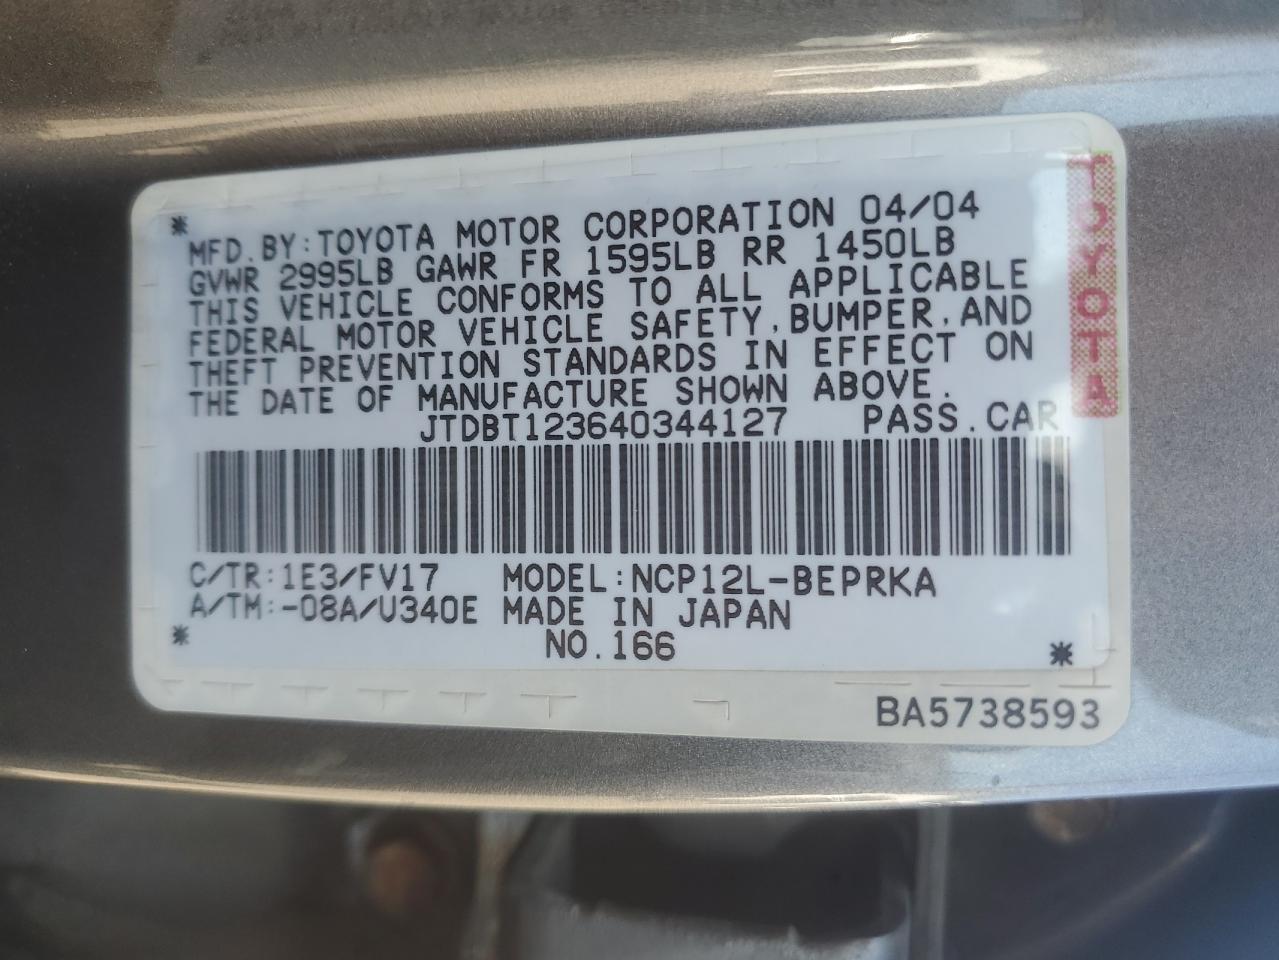 * MFD.BY:TOYOTA MOTOR CORPORATION 04/04
GVWR 2995LB GAWR FR 1595LB RR 1450LB
THIS VEHICLE CONFORMS TO ALL APPLICABLE
FEDERAL MOTOR VEHICLE SAFETY,BUMPER,AND
THEFT PREVENTION STANDARDS IN EFFECT ON
THE DATE OF MANUFACTURE SHOWN ABOVE.
JTDBT123640344127 PASS.CAR
TOYOTA
C/TR:1E3/FV17 MODEL:NCP12L-BEPRKA
A/TM:-08A/U340E MADE IN JAPAN
* NO.166 *
BA5738593